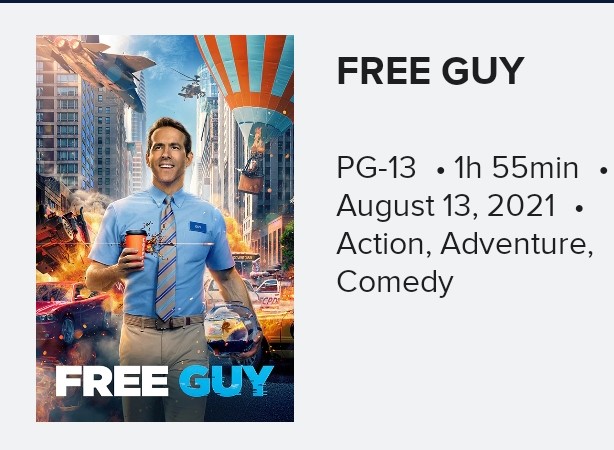 FREE GUY
PG-13 • 1h 55min •
August 13, 2021 •
Action, Adventure,
Comedy
FREE GUY